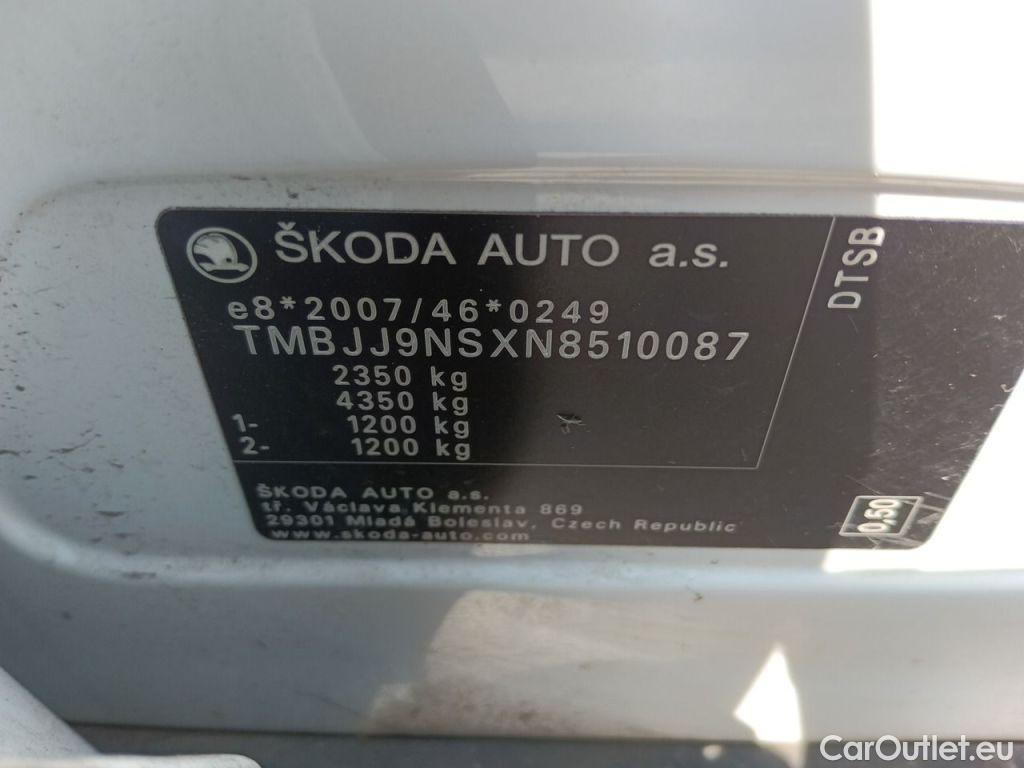 ŠKODA AUTO a.s.
e8*2007/46*0249
TMBJJ9NSXN8510087
2350 kg
4350 kg
1- 1200 kg
2- 1200 kg
DTSB
ŠKODA AUTO a.s.
tř. Václava Klementa 869
29301 Mladá Boleslav, Czech Republic
www.skoda-auto.com
0,50
CarOutlet.eu